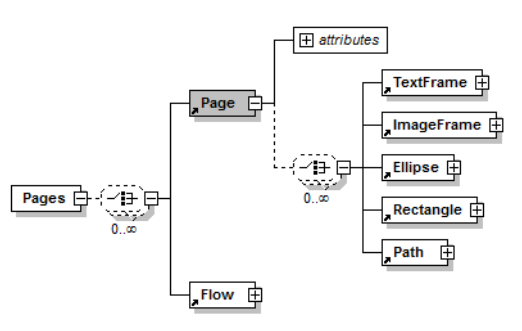 attributes
TextFrame
Page
ImageFrame
Ellipse
Pages
0..∞
0..∞
Rectangle
Path
Flow